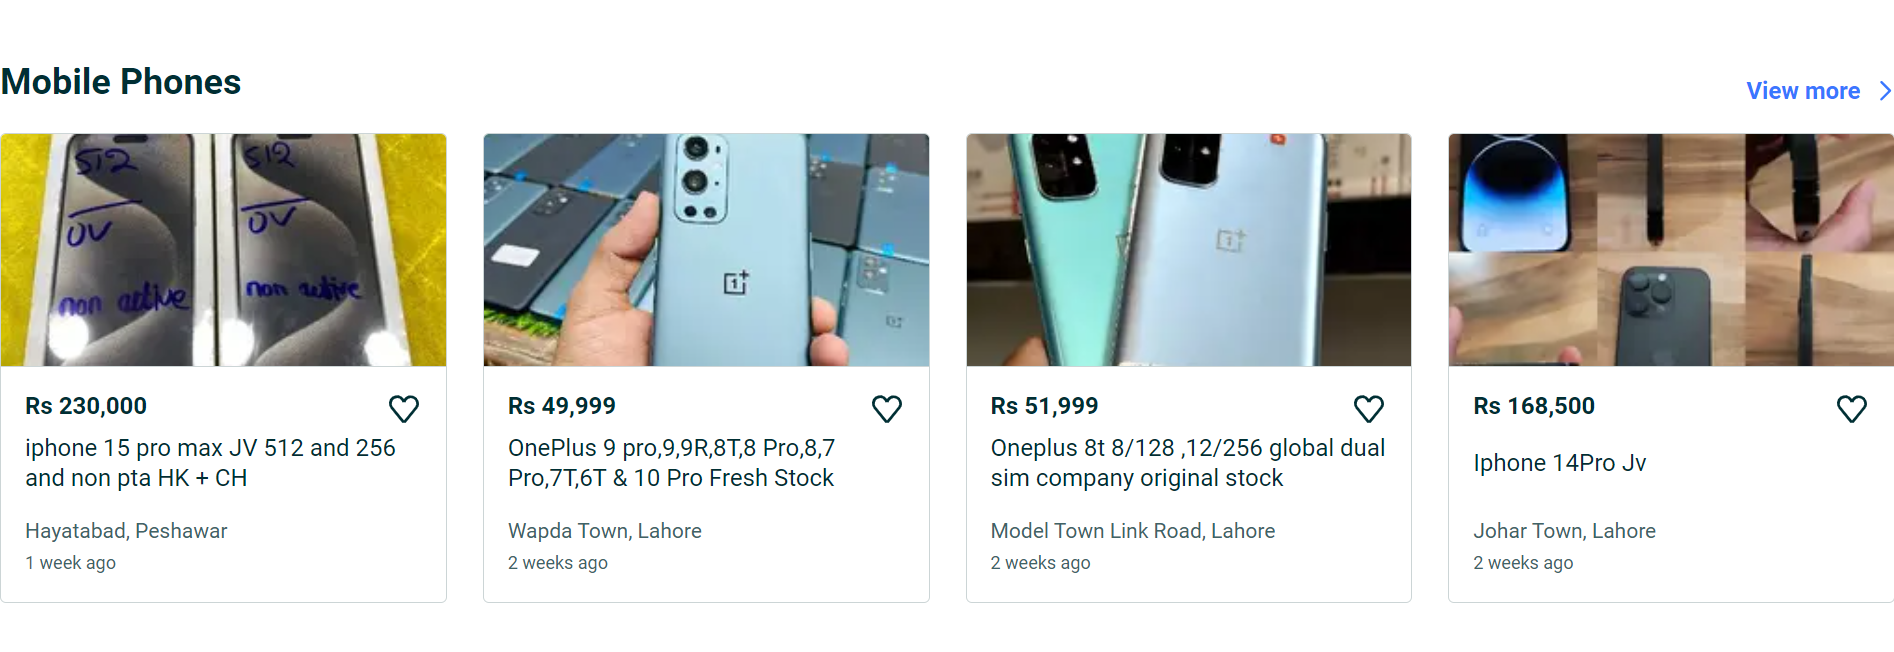 Mobile Phones
View more
512
JV
non active
512
JV
non active
Rs 230,000
iphone 15 pro max JV 512 and 256
and non pta HK + CH
Hayatabad, Peshawar
1 week ago
Rs 49,999
OnePlus 9 pro,9,9R,8T,8 Pro,8,7
Pro,7T,6T & 10 Pro Fresh Stock
Wapda Town, Lahore
2 weeks ago
Rs 51,999
Oneplus 8t 8/128 ,12/256 global dual
sim company original stock
Model Town Link Road, Lahore
2 weeks ago
Rs 168,500
Iphone 14Pro Jv
Johar Town, Lahore
2 weeks ago